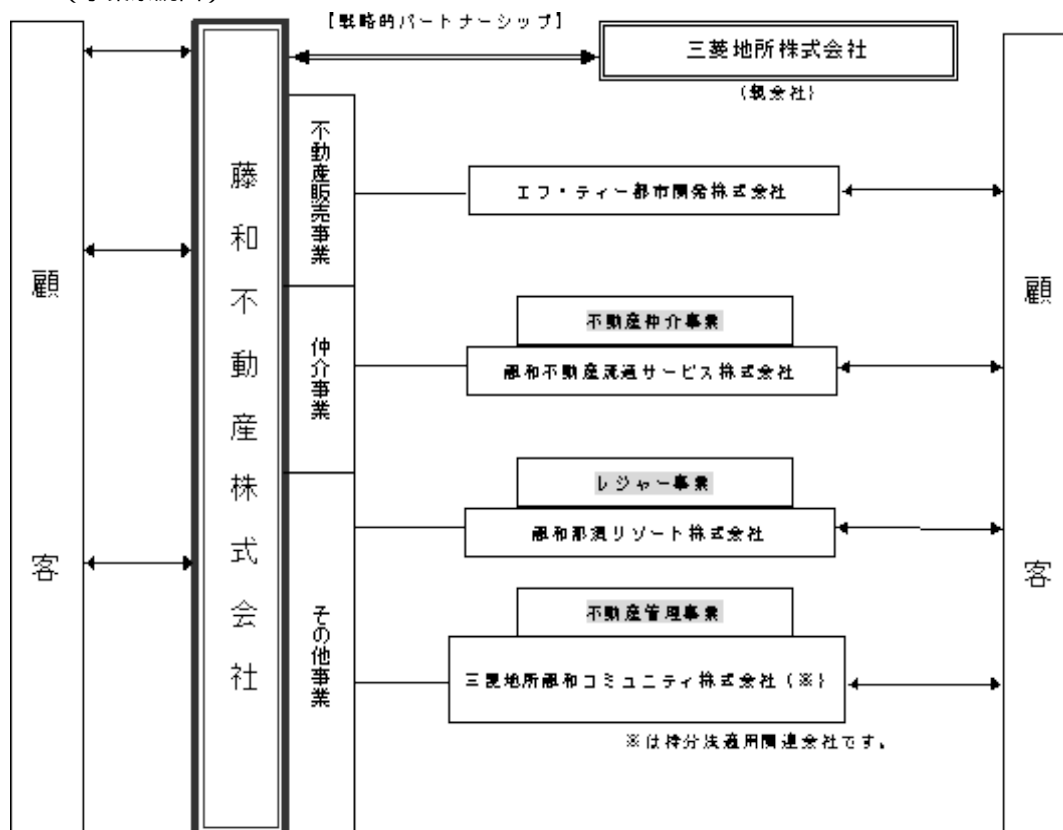 【戦略的パートナーシップ】
三菱地所株式会社
(親会社)
顧客
藤和不動産株式会社
不動産販売事業
エフ・ティー都市開発株式会社
仲介事業
不動産仲介事業
藤和不動産流通サービス株式会社
その他事業
レジャー事業
藤和那須リゾート株式会社
不動産管理事業
三菱地所藤和コミュニティ株式会社(※)
※は持分法適用関連会社です。
顧客